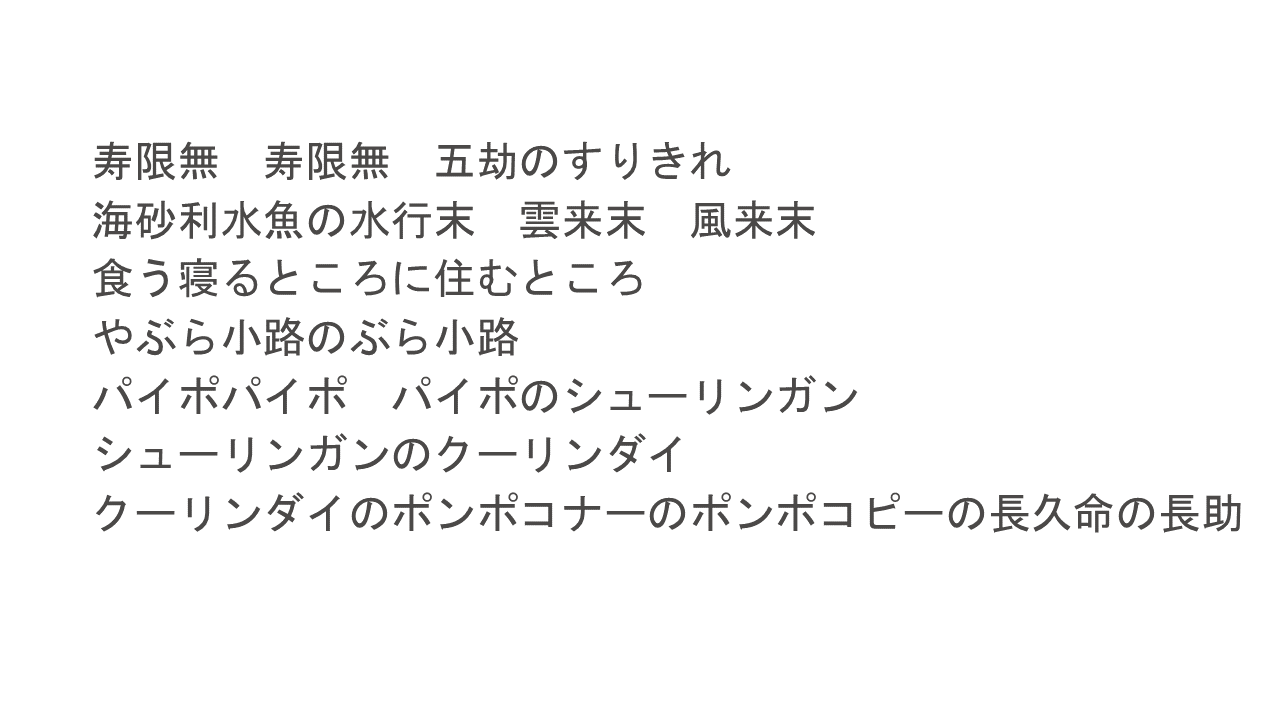 寿限無　寿限無　五劫のすりきれ
海砂利水魚の水行末　雲来末　風来末
食う寝るところに住むところ
やぶら小路のぶら小路
パイポパイポ　パイポのシューリンガン
シューリンガンのクーリンダイ
クーリンダイのポンポコナーのポンポコピーの長久命の長助